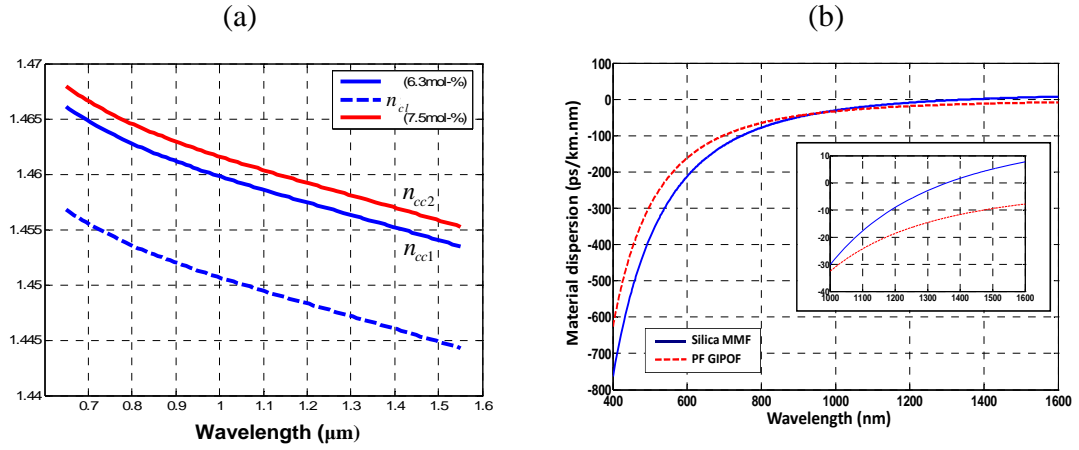 (a)
1.47
1.465
1.46
1.455
1.45
1.445
1.44
(6.3mol-%)
n_cl
(7.5mol-%)
n_cc2
n_cc1
0.7 0.8 0.9 1 1.1 1.2 1.3 1.4 1.5 1.6
Wavelength (μm)
(b)
Material dispersion (ps/km.nm)
100
0
-100
-200
-300
-400
-500
-600
-700
-800
10
0
-10
-20
-30
-40
1000 1100 1200 1300 1400 1500 1600
Silica MMF
PF GIPOF
400 600 800 1000 1200 1400 1600
Wavelength (nm)